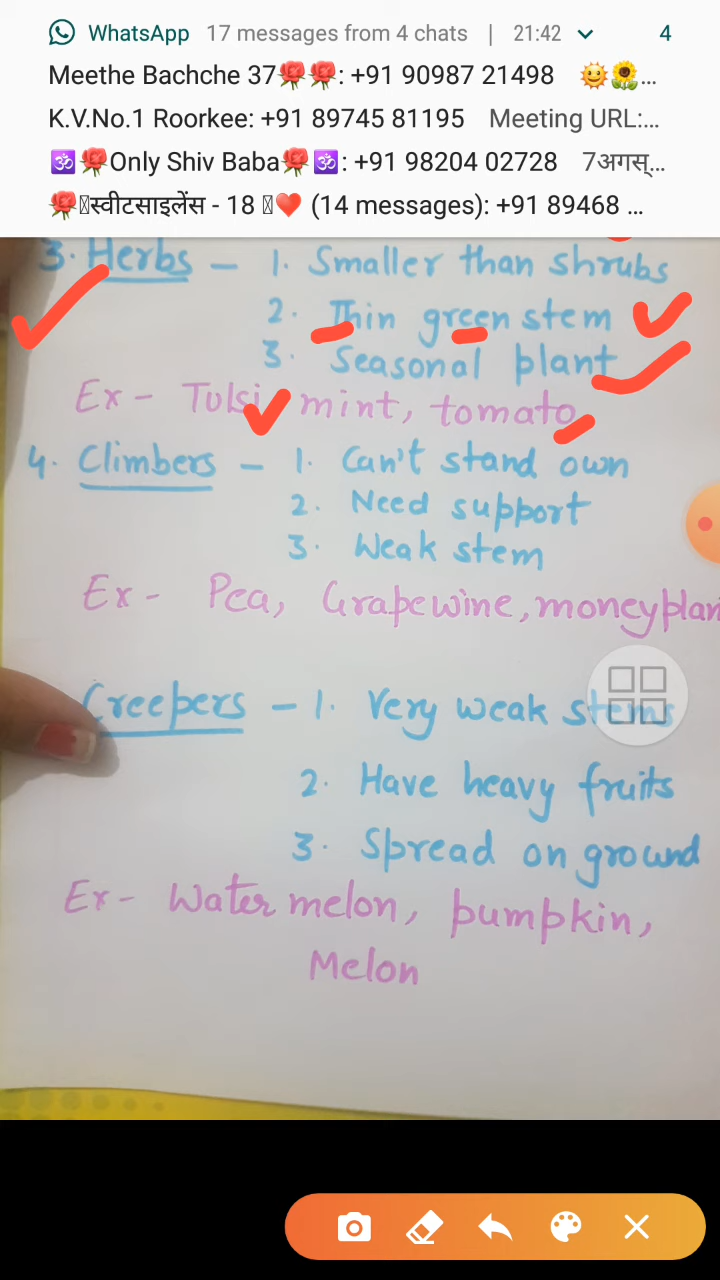 WhatsApp 17 messages from 4 chats | 21:42 4
Meethe Bachche 37🌹🌹: +91 90987 21498 🌞🌻...
K.V.No.1 Roorkee: +91 89745 81195 Meeting URL:...
🕉🌹Only Shiv Baba🌹🕉: +91 98204 02728 7अगस्...
🌹स्वीटसाइलेंस - 18 ❤️ (14 messages): +91 89468 ...
3. Herbs - 1. Smaller than shrubs
2. Thin green stem
3. Seasonal plant
Ex - Tulsi mint, tomato
4. Climbers - 1. Can't stand own
2. Need support
3. Weak stem
Ex - Pea, Grapewine, moneyplan
Creepers - 1. Very weak stems
2. Have heavy fruits
3. Spread on ground
Ex - Water melon, pumpkin,
Melon